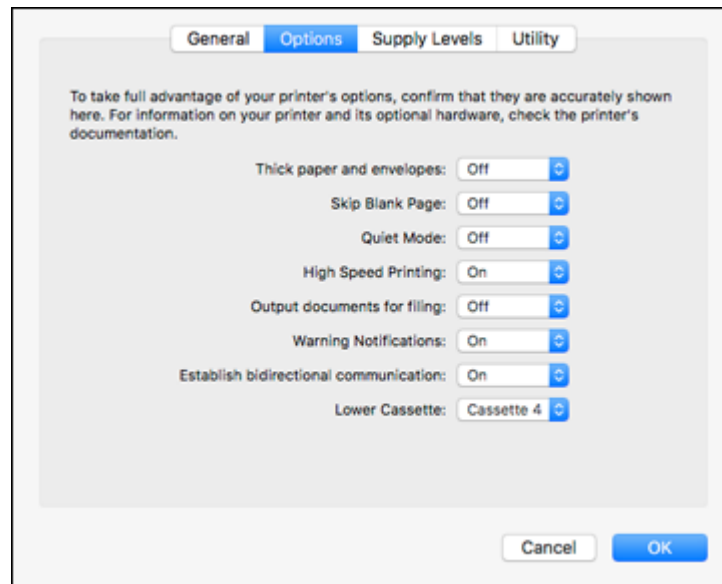 General Options Supply Levels Utility
To take full advantage of your printer's options, confirm that they are accurately shown
here. For information on your printer and its optional hardware, check the printer's
documentation.
Thick paper and envelopes: Off
Skip Blank Page: Off
Quiet Mode: Off
High Speed Printing: On
Output documents for filing: Off
Warning Notifications: On
Establish bidirectional communication: On
Lower Cassette: Cassette 4
Cancel OK